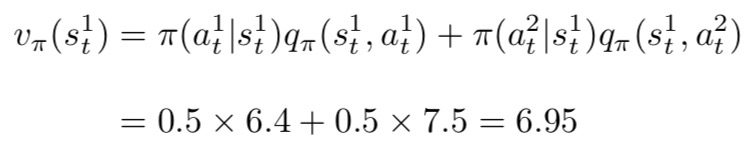 v_π(s_t^1) = π(a_t^1|s_t^1)q_π(s_t^1, a_t^1) + π(a_t^2|s_t^1)q_π(s_t^1, a_t^2)
= 0.5 × 6.4 + 0.5 × 7.5 = 6.95